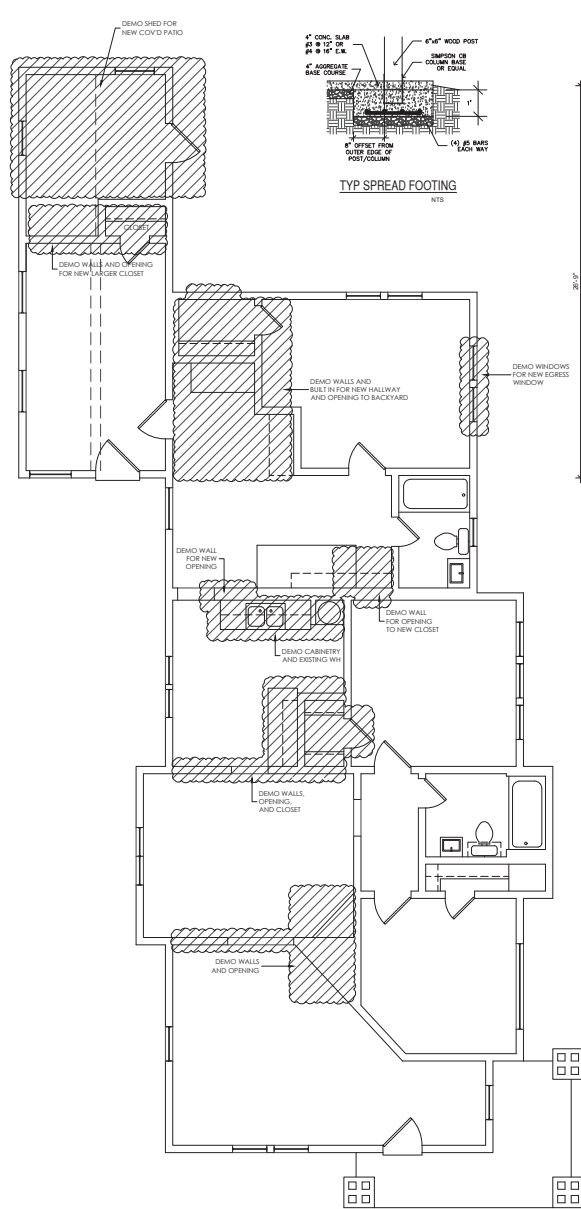 DEMO SHED FOR
NEW COV'D PATIO
4" CONC. SLAB
#3 @ 12" OR
#4 @ 16" E.W.
4" AGGREGATE
BASE COURSE
6"x6" WOOD POST
SIMPSON CB
COLUMN BASE
OR EQUAL
1'
8" OFFSET FROM
OUTER EDGE OF
POST/COLUMN
(4) #5 BARS
EACH WAY
TYP SPREAD FOOTING
NTS
CLOSET
DEMO WALLS AND OPENING
FOR NEW LARGER CLOSET
26'-9"
DEMO WALLS AND
BUILT IN FOR NEW HALLWAY
AND OPENING TO BACKYARD
DEMO WINDOWS
FOR NEW EGRESS
WINDOW
DEMO WALL
FOR NEW
OPENING
DEMO WALL
FOR OPENING
TO NEW CLOSET
DEMO CABINETRY
AND EXISTING WH
DEMO WALLS,
OPENING,
AND CLOSET
DEMO WALLS
AND OPENING